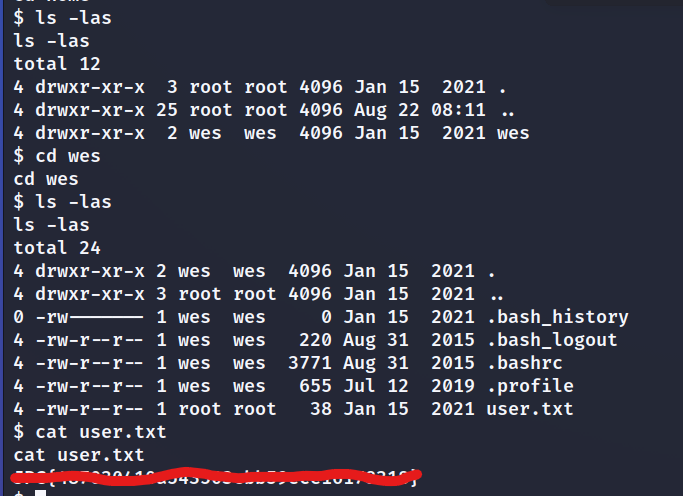 $ ls -las
ls -las
total 12
4 drwxr-xr-x  3 root root 4096 Jan 15  2021 .
4 drwxr-xr-x 25 root root 4096 Aug 22 08:11 ..
4 drwxr-xr-x  2 wes  wes  4096 Jan 15  2021 wes
$ cd wes
cd wes
$ ls -las
ls -las
total 24
4 drwxr-xr-x 2 wes  wes  4096 Jan 15  2021 .
4 drwxr-xr-x 3 root root 4096 Jan 15  2021 ..
0 -rw------- 1 wes  wes     0 Jan 15  2021 .bash_history
4 -rw-r--r-- 1 wes  wes   220 Aug 31  2015 .bash_logout
4 -rw-r--r-- 1 wes  wes  3771 Aug 31  2015 .bashrc
4 -rw-r--r-- 1 wes  wes   655 Jul 12  2019 .profile
4 -rw-r--r-- 1 root root   38 Jan 15  2021 user.txt
$ cat user.txt
cat user.txt
$